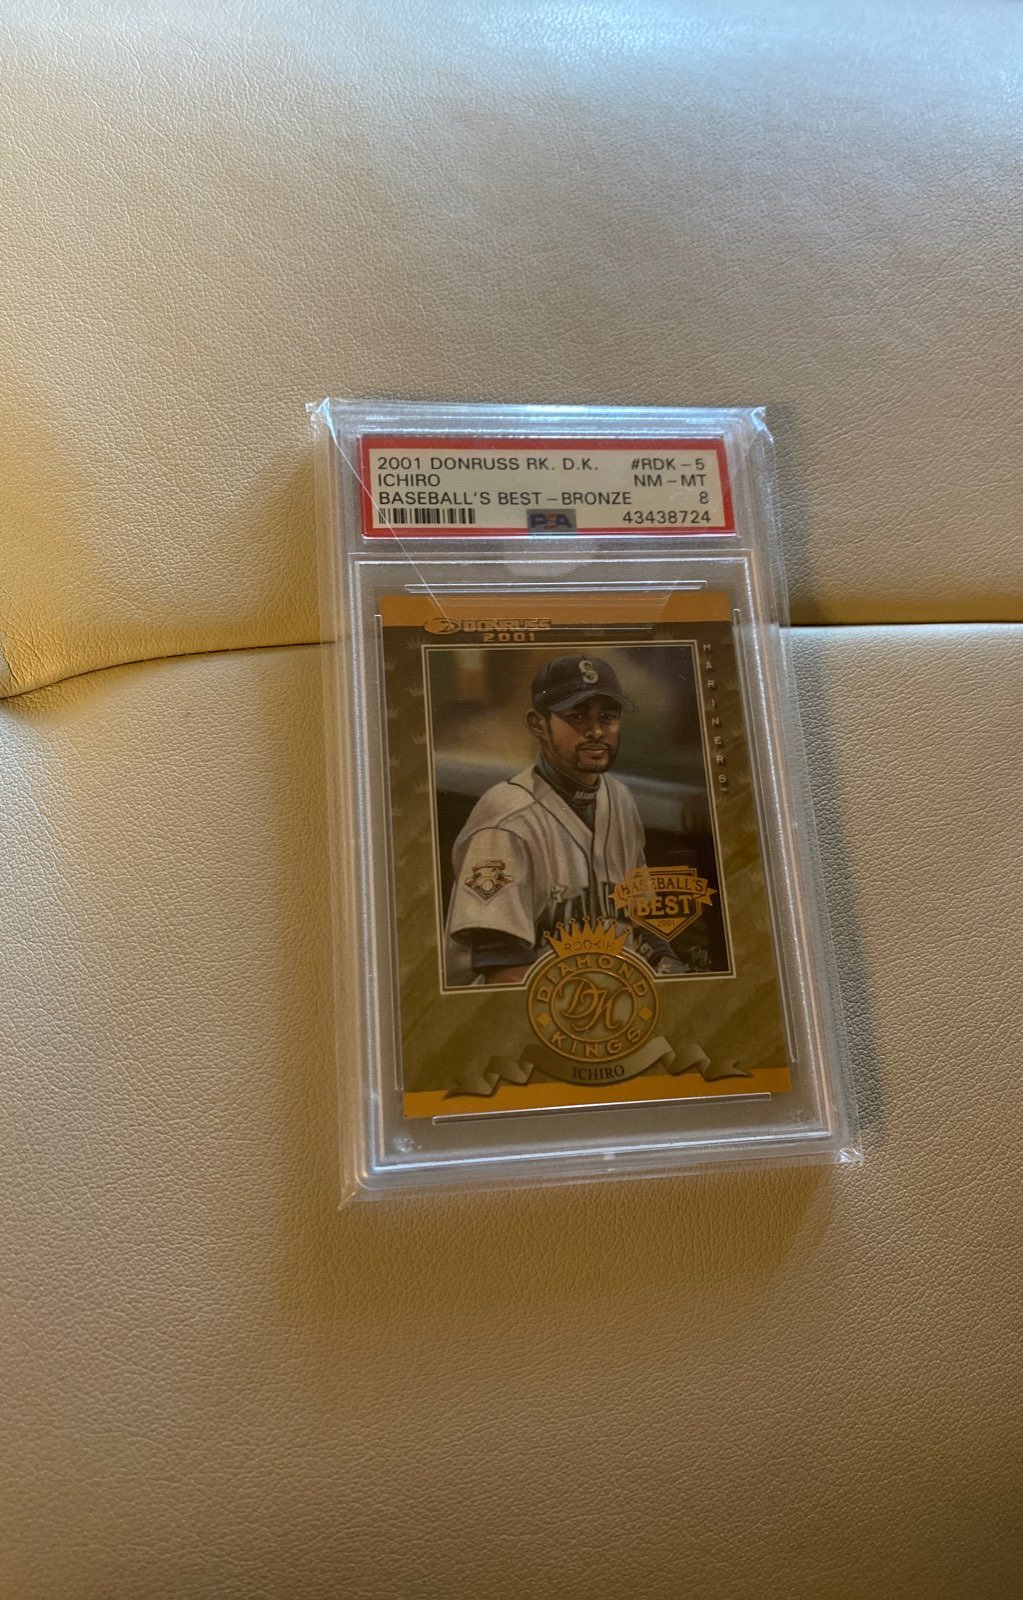 2001 DONRUSS RK. D.K. #RDK-5
ICHIRO NM-MT
BASEBALL'S BEST-BRONZE 8
PSA 43438724
DONRUSS
2001
MARINERS
S
BASEBALL'S
BEST
2001
ROOKIE
DIAMOND
DK
KINGS
ICHIRO